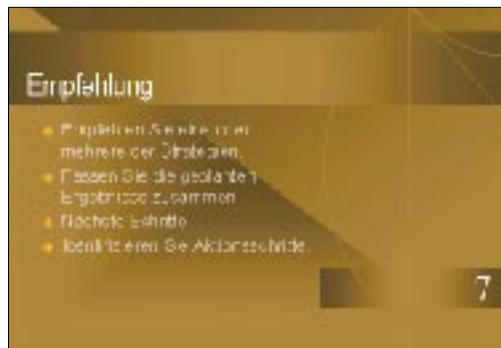 Empfehlung
Empfehlen Sie eine oder
mehrere der Strategien.
Fassen Sie die geplanten
Ergebnisse zusammen
Nächste Schritte
Identifizieren Sie Aktionsschritte.
7